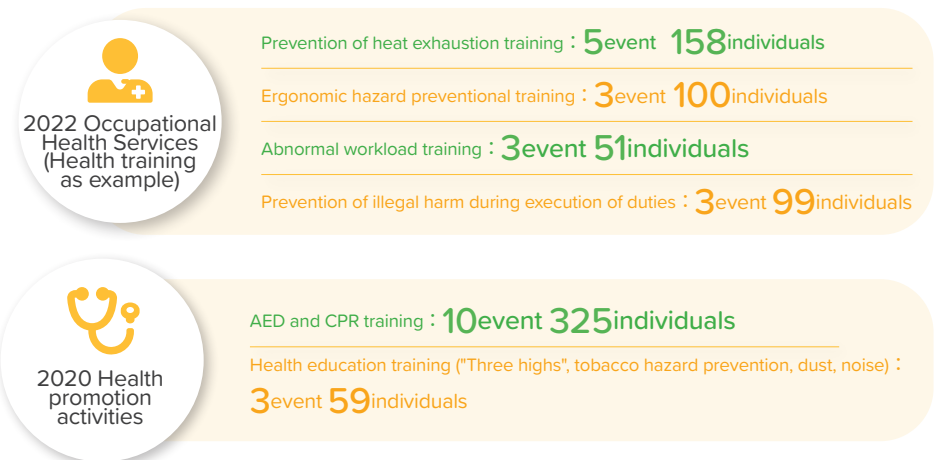 2022 Occupational
Health Services
(Health training
as example)
Prevention of heat exhaustion training：5event 158individuals
Ergonomic hazard preventional training：3event 100individuals
Abnormal workload training：3event 51individuals
Prevention of illegal harm during execution of duties：3event 99individuals
2020 Health
promotion
activities
AED and CPR training：10event 325individuals
Health education training ("Three highs", tobacco hazard prevention, dust, noise)：
3event 59individuals